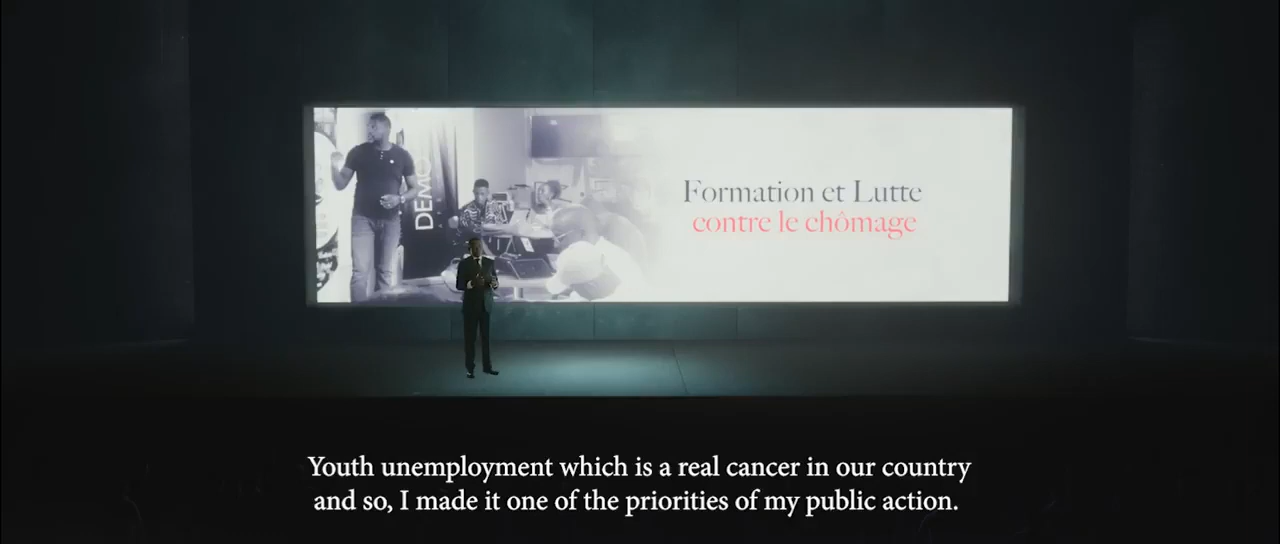 DEMO
Formation et Lutte
contre le chômage
Youth unemployment which is a real cancer in our country
and so, I made it one of the priorities of my public action.